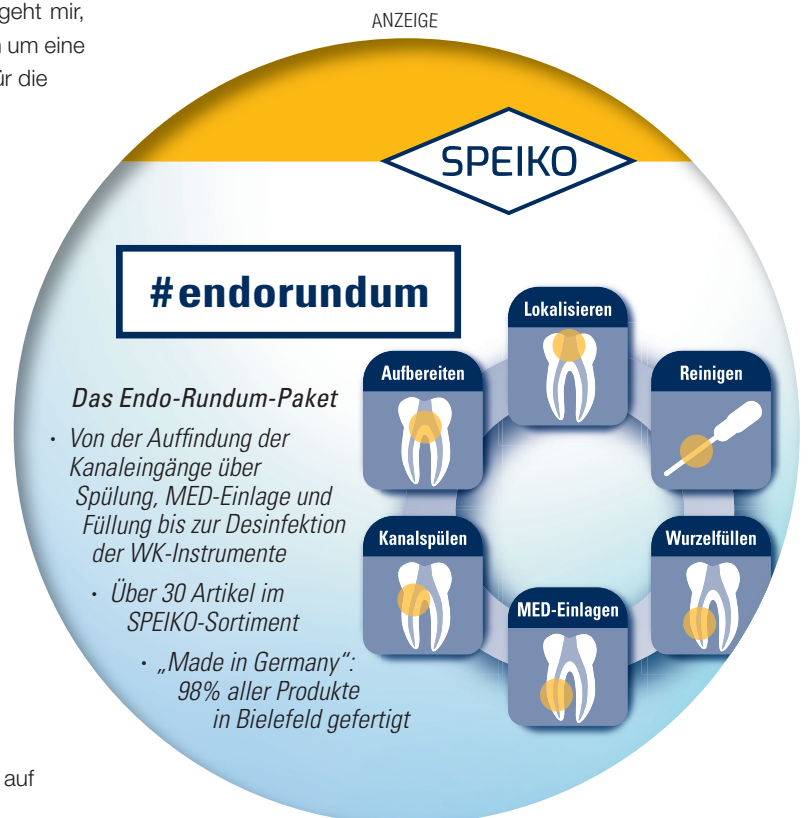 geht mir,
um eine
ür die
ANZEIGE
SPEIKO
#endorundum
Das Endo-Rundum-Paket
· Von der Auffindung der
Kanaleingänge über
Spülung, MED-Einlage und
Füllung bis zur Desinfektion
der WK-Instrumente
· Über 30 Artikel im
SPEIKO-Sortiment
· „Made in Germany“:
98% aller Produkte
in Bielefeld gefertigt
Lokalisieren
Aufbereiten
Reinigen
Kanalspülen
Wurzelfüllen
MED-Einlagen
auf